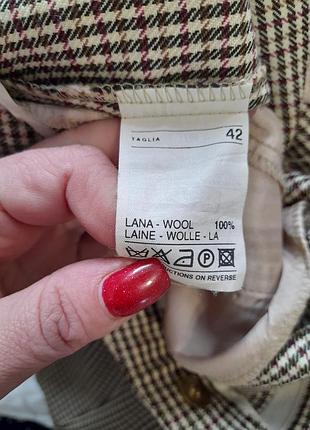 TAGLIA 42
LANA - WOOL 100%
LAINE - WOLLE - LA
CTIONS ON REVERSE